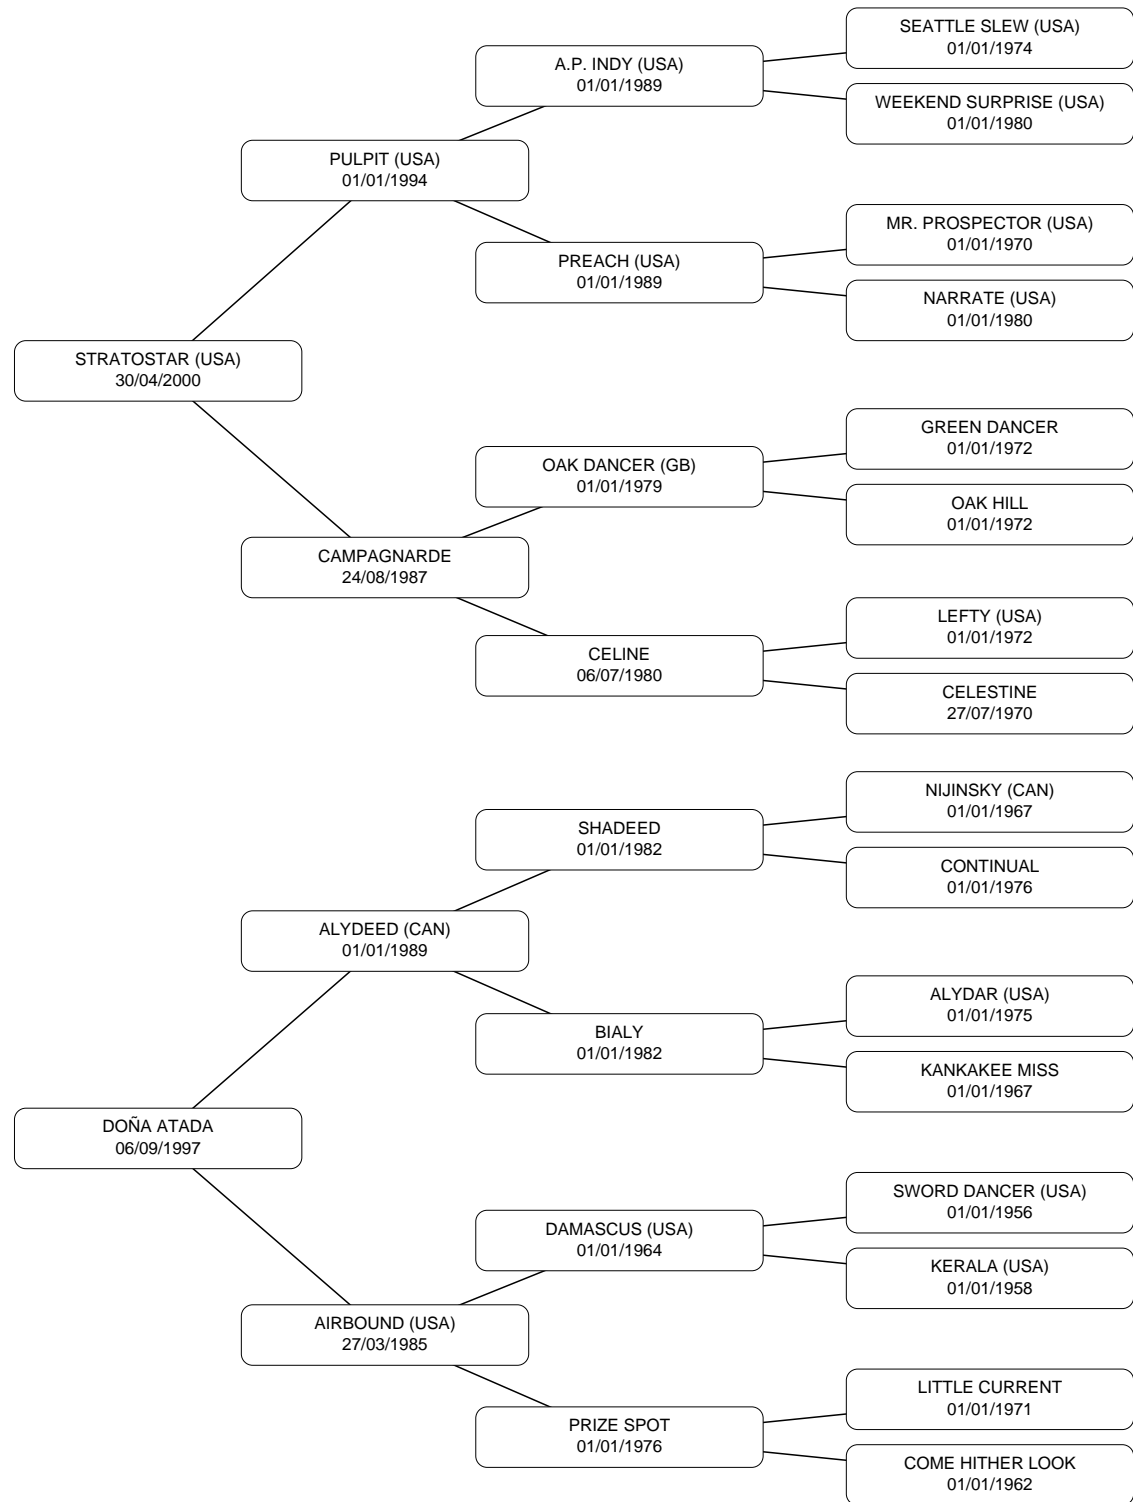 SEATTLE SLEW (USA)
01/01/1974
A.P. INDY (USA)
01/01/1989
WEEKEND SURPRISE (USA)
01/01/1980
PULPIT (USA)
01/01/1994
MR. PROSPECTOR (USA)
01/01/1970
PREACH (USA)
01/01/1989
NARRATE (USA)
01/01/1980
STRATOSTAR (USA)
30/04/2000
GREEN DANCER
01/01/1972
OAK DANCER (GB)
01/01/1979
OAK HILL
01/01/1972
CAMPAGNARDE
24/08/1987
LEFTY (USA)
01/01/1972
CELINE
06/07/1980
CELESTINE
27/07/1970
NIJINSKY (CAN)
01/01/1967
SHADEED
01/01/1982
CONTINUAL
01/01/1976
ALYDEED (CAN)
01/01/1989
ALYDAR (USA)
01/01/1975
BIALY
01/01/1982
KANKAKEE MISS
01/01/1967
DOÑA ATADA
06/09/1997
SWORD DANCER (USA)
01/01/1956
DAMASCUS (USA)
01/01/1964
KERALA (USA)
01/01/1958
AIRBOUND (USA)
27/03/1985
LITTLE CURRENT
01/01/1971
PRIZE SPOT
01/01/1976
COME HITHER LOOK
01/01/1962